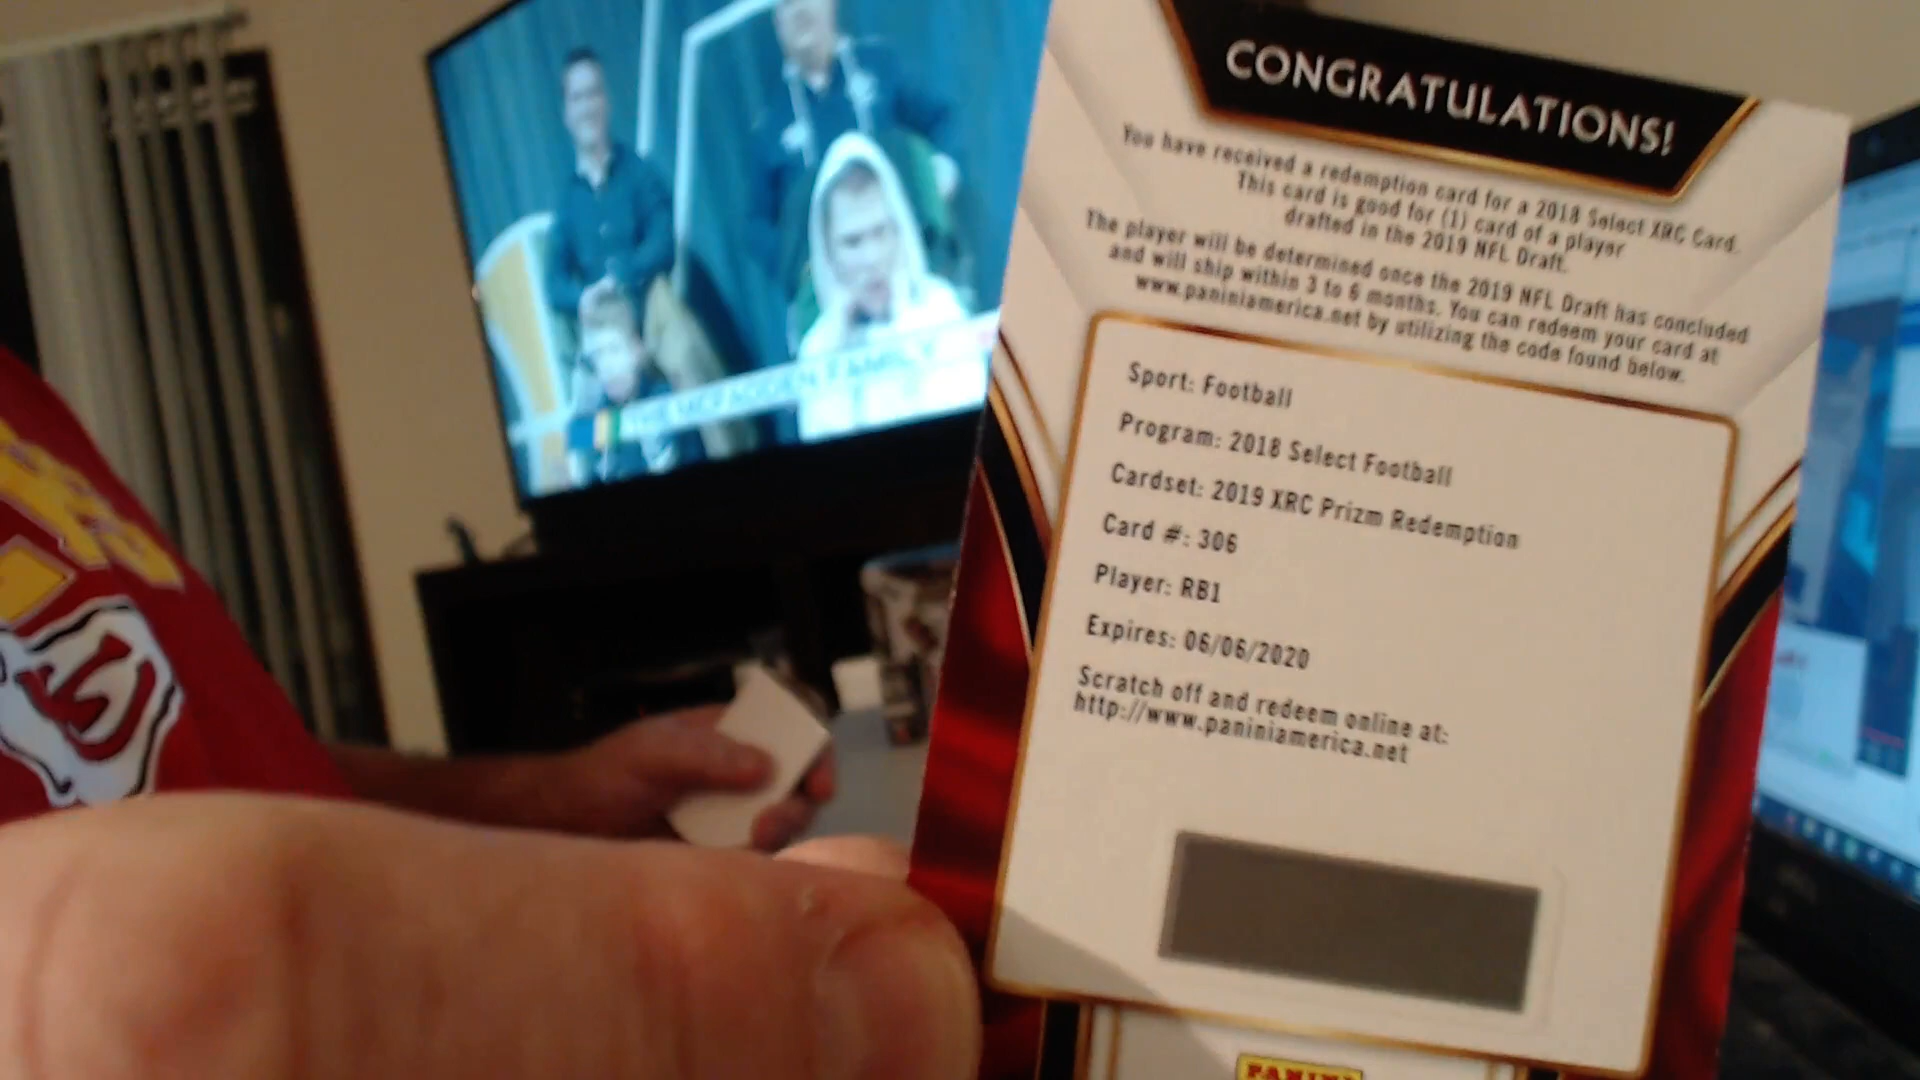 CONGRATULATIONS!
You have received a redemption card for a 2018 Select XRC Card.
This card is good for (1) card of a player
drafted in the 2019 NFL Draft.
The player will be determined once the 2019 NFL Draft has concluded
and will ship within 3 to 6 months. You can redeem your card at
www.paniniamerica.net by utilizing the code found below.
Sport: Football
Program: 2018 Select Football
Cardset: 2019 XRC Prizm Redemption
Card #: 306
Player: RB1
Expires: 06/06/2020
Scratch off and redeem online at:
http://www.paniniamerica.net
PANINI
THE MCFADDEN FAMILY